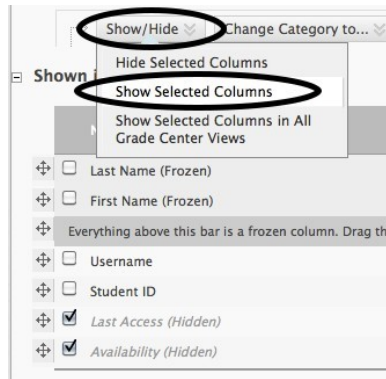 Show/Hide Change Category to...
Hide Selected Columns
Shown
Show Selected Columns
Show Selected Columns in All
Grade Center Views
Last Name (Frozen)
First Name (Frozen)
Everything above this bar is a frozen column. Drag
Username
Student ID
Last Access (Hidden)
Availability (Hidden)